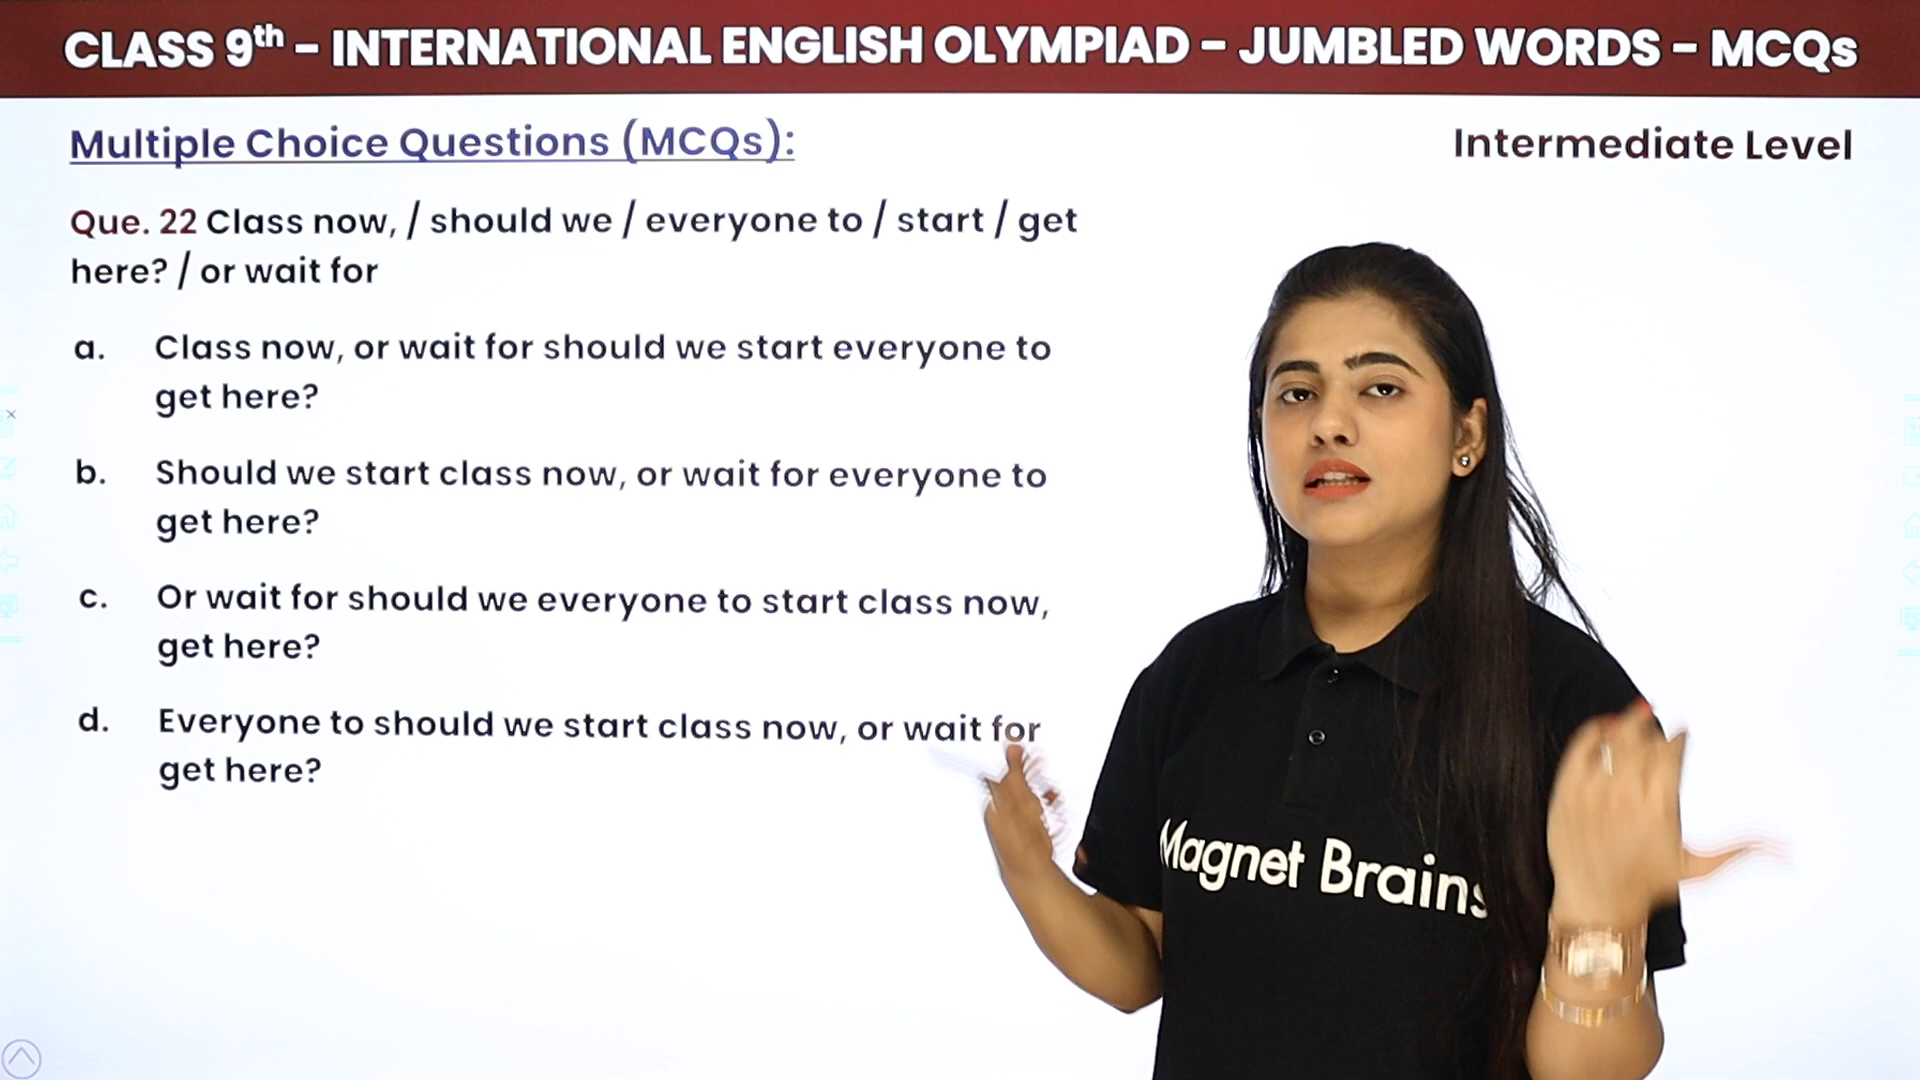 CLASS 9th – INTERNATIONAL ENGLISH OLYMPIAD – JUMBLED WORDS – MCQs
Multiple Choice Questions (MCQs):
Intermediate Level
Que. 22 Class now, / should we / everyone to / start / get
here? / or wait for
a. Class now, or wait for should we start everyone to
get here?
b. Should we start class now, or wait for everyone to
get here?
c. Or wait for should we everyone to start class now,
get here?
d. Everyone to should we start class now, or wait for
get here?
Magnet Brains